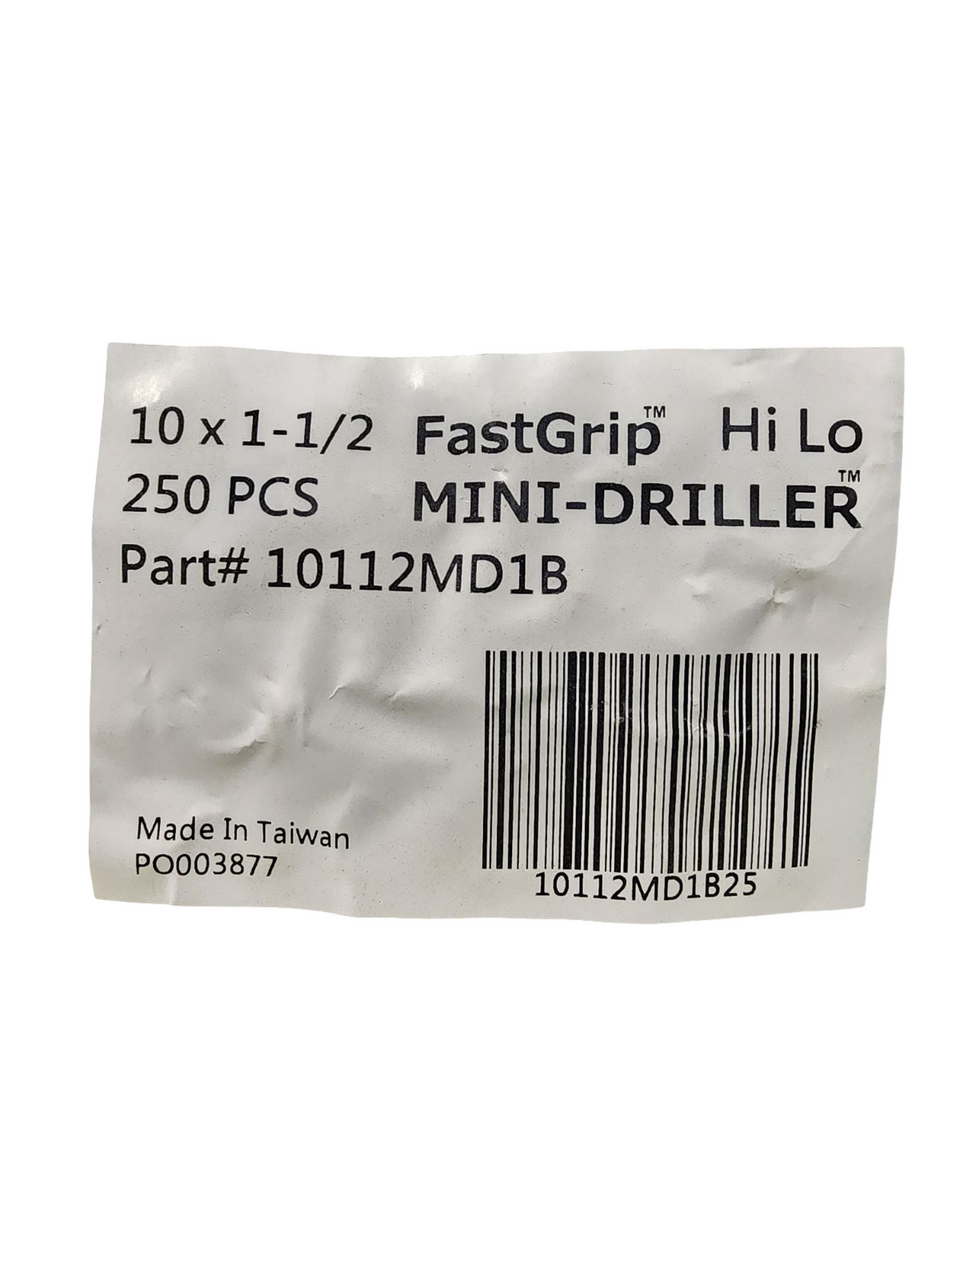 10 x 1-1/2 FastGrip™ Hi Lo
250 PCS MINI-DRILLER™
Part# 10112MD1B
Made In Taiwan
PO003877
10112MD1B25